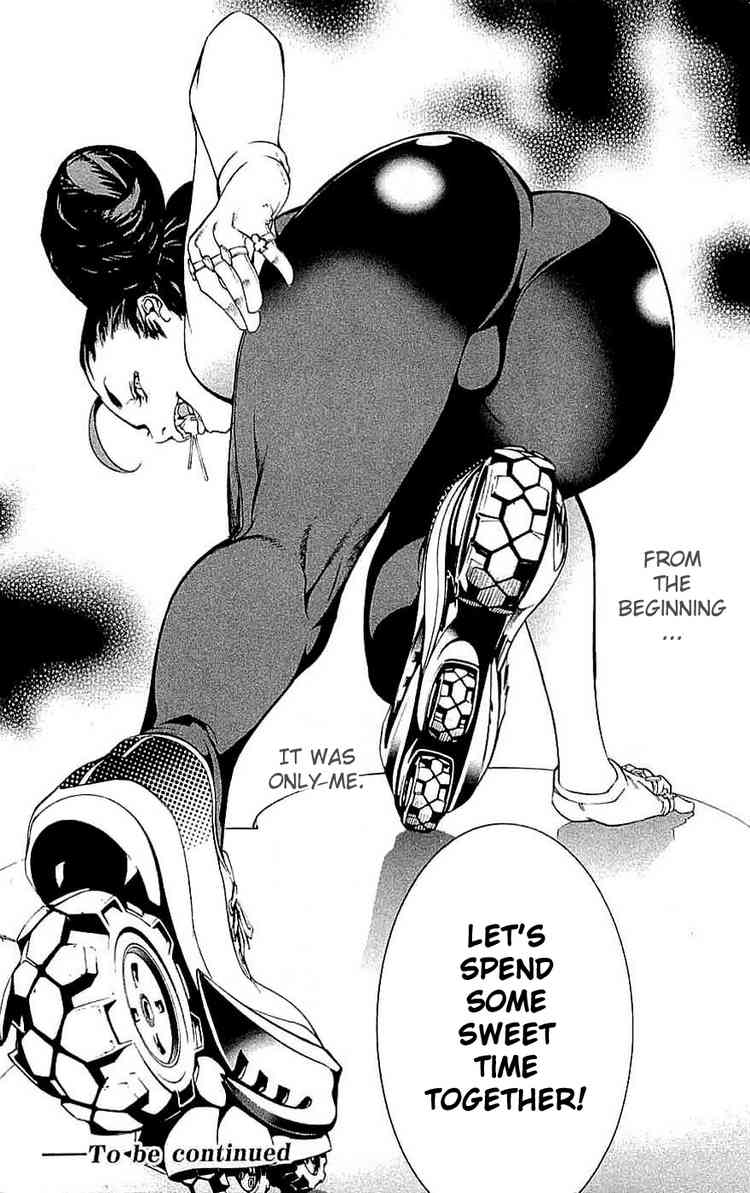 FROM
THE
BEGINNING
...
IT WAS
ONLY ME.
LET'S
SPEND
SOME
SWEET
TIME
TOGETHER!
To be continued